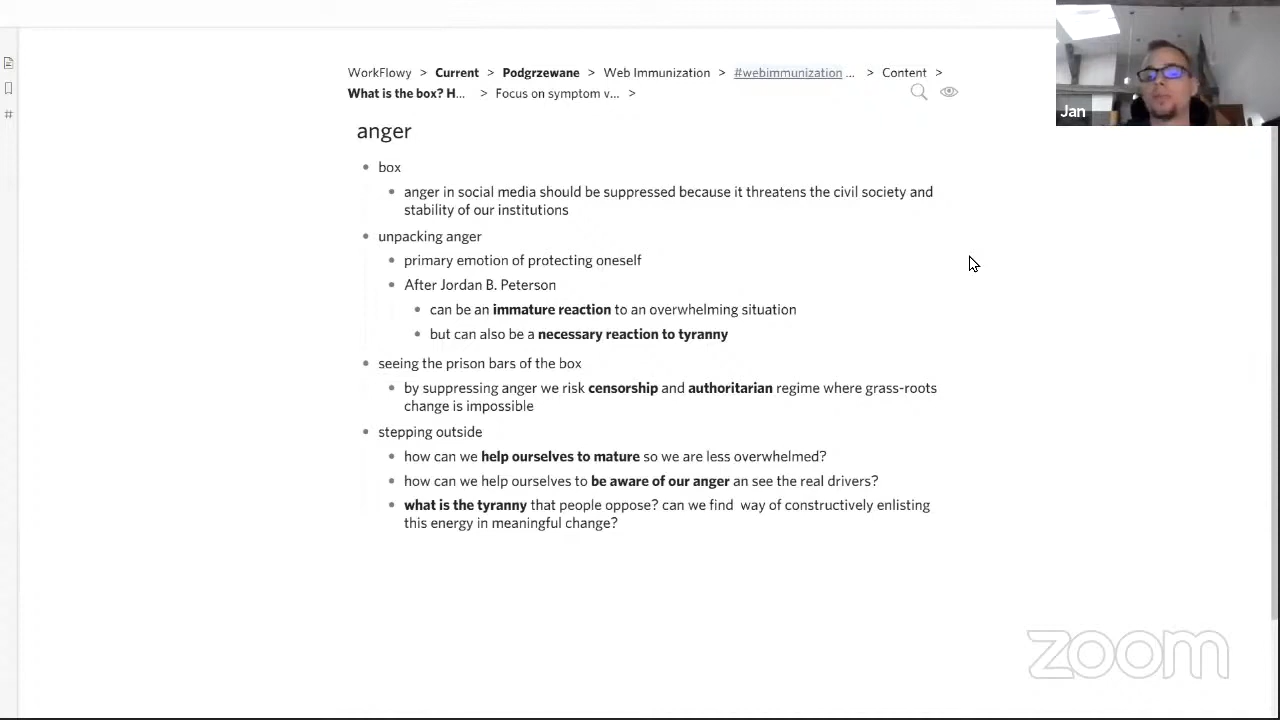 WorkFlowy > Current > Podgrzewane > Web Immunization > #webimmunization ... > Content >
What is the box? H... > Focus on symptom v... >
Jan
anger
box
anger in social media should be suppressed because it threatens the civil society and
stability of our institutions
unpacking anger
primary emotion of protecting oneself
After Jordan B. Peterson
can be an immature reaction to an overwhelming situation
but can also be a necessary reaction to tyranny
seeing the prison bars of the box
by suppressing anger we risk censorship and authoritarian regime where grass-roots
change is impossible
stepping outside
how can we help ourselves to mature so we are less overwhelmed?
how can we help ourselves to be aware of our anger an see the real drivers?
what is the tyranny that people oppose? can we find way of constructively enlisting
this energy in meaningful change?
zoom